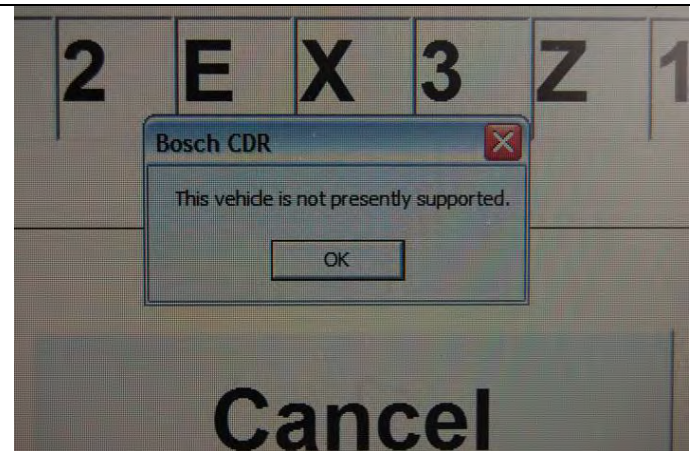 2 E X 3 Z 1
Bosch CDR
This vehicle is not presently supported.
OK
Cancel